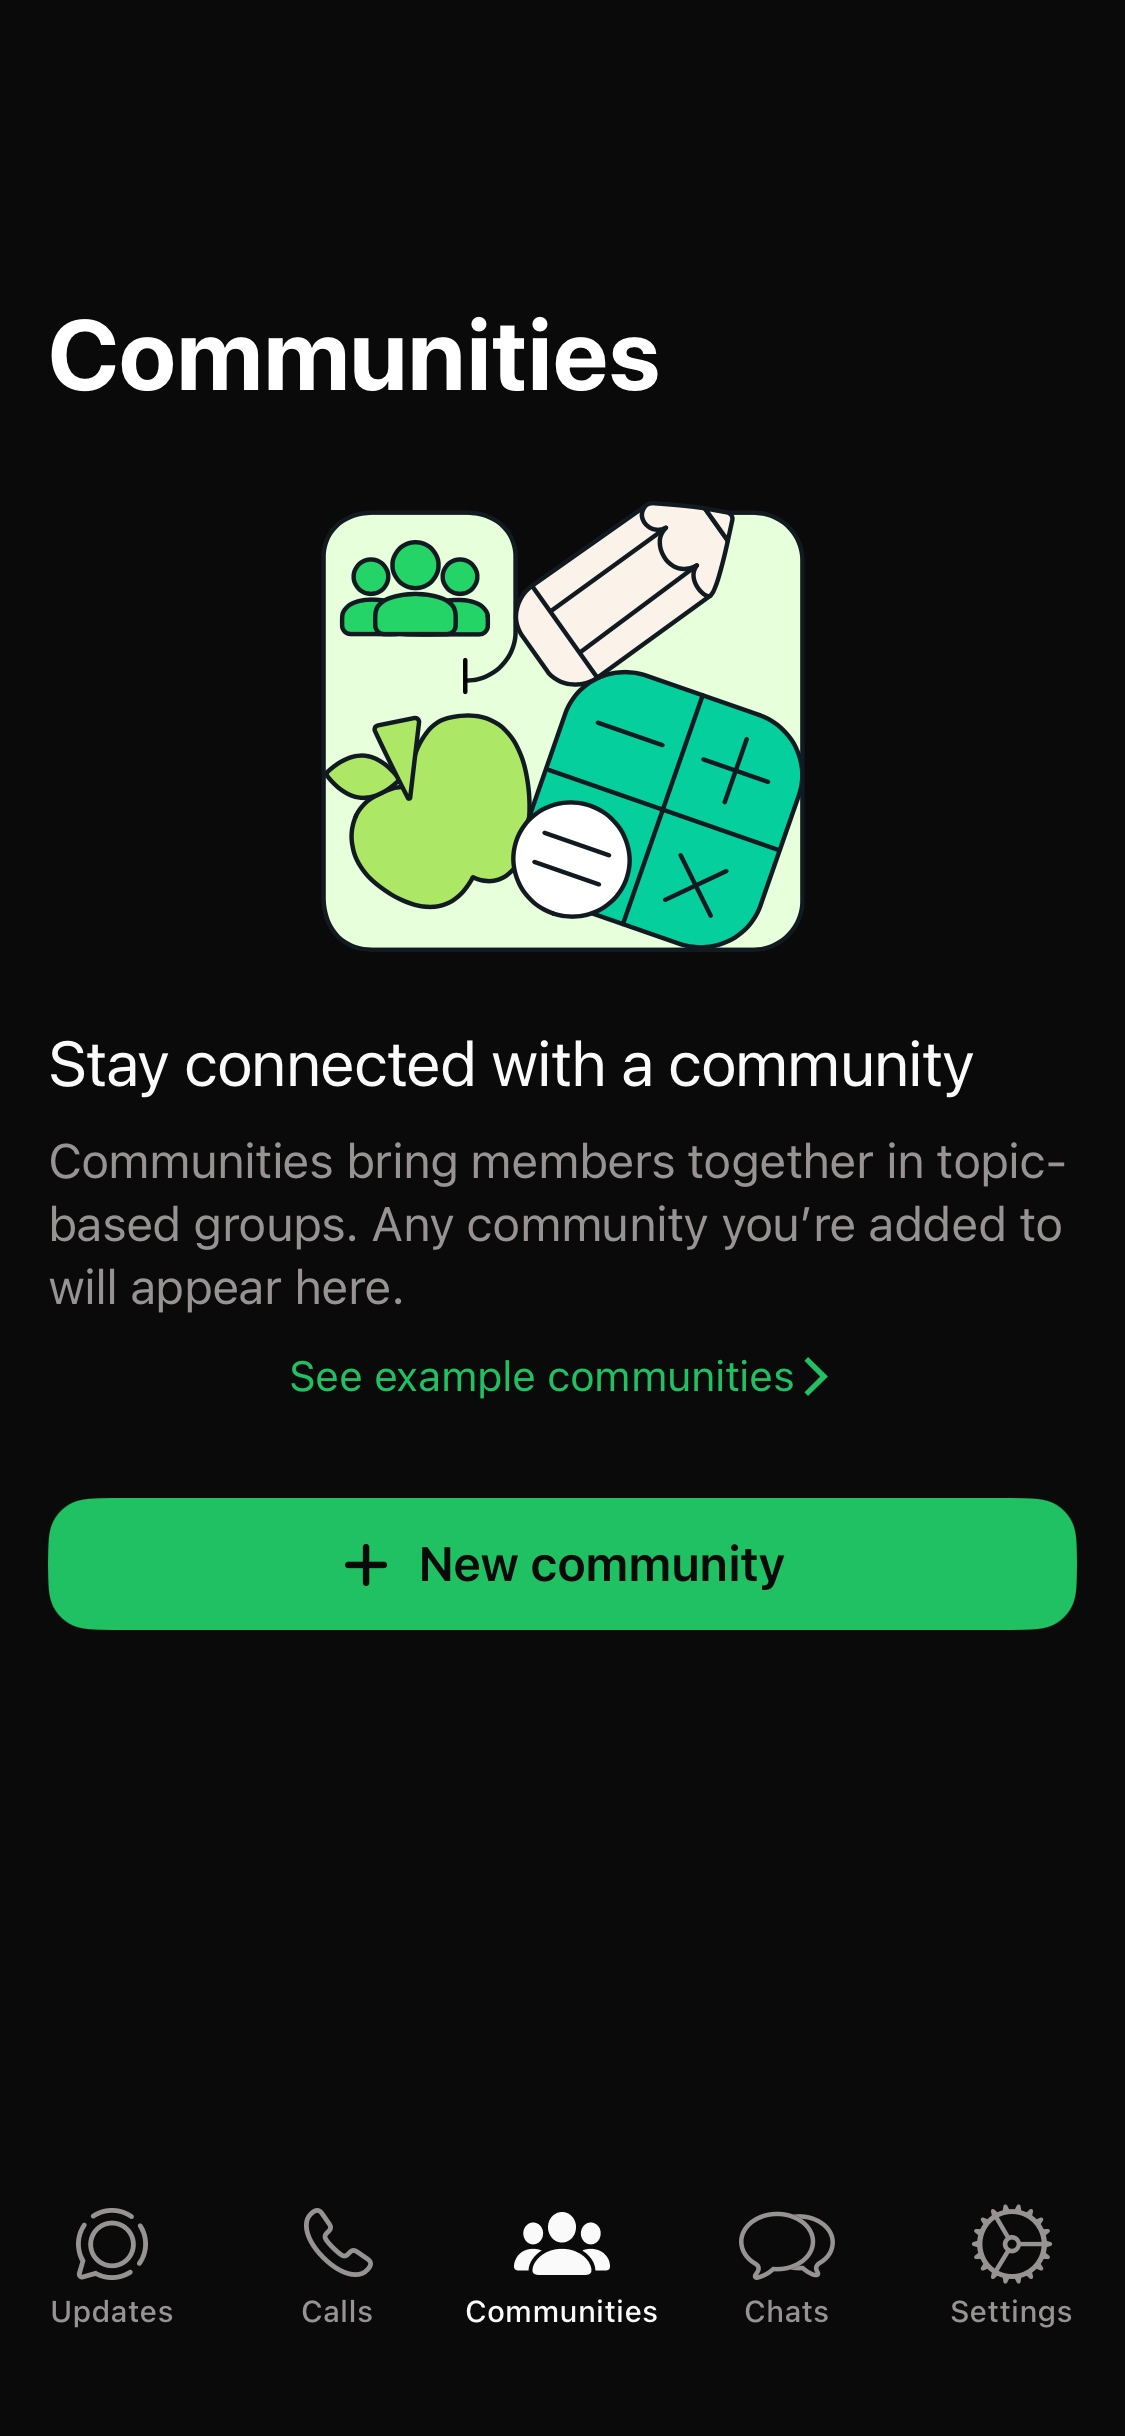 Communities
Stay connected with a community
Communities bring members together in topic-
based groups. Any community you’re added to
will appear here.
See example communities
New community
Updates
Calls
Communities
Chats
Settings